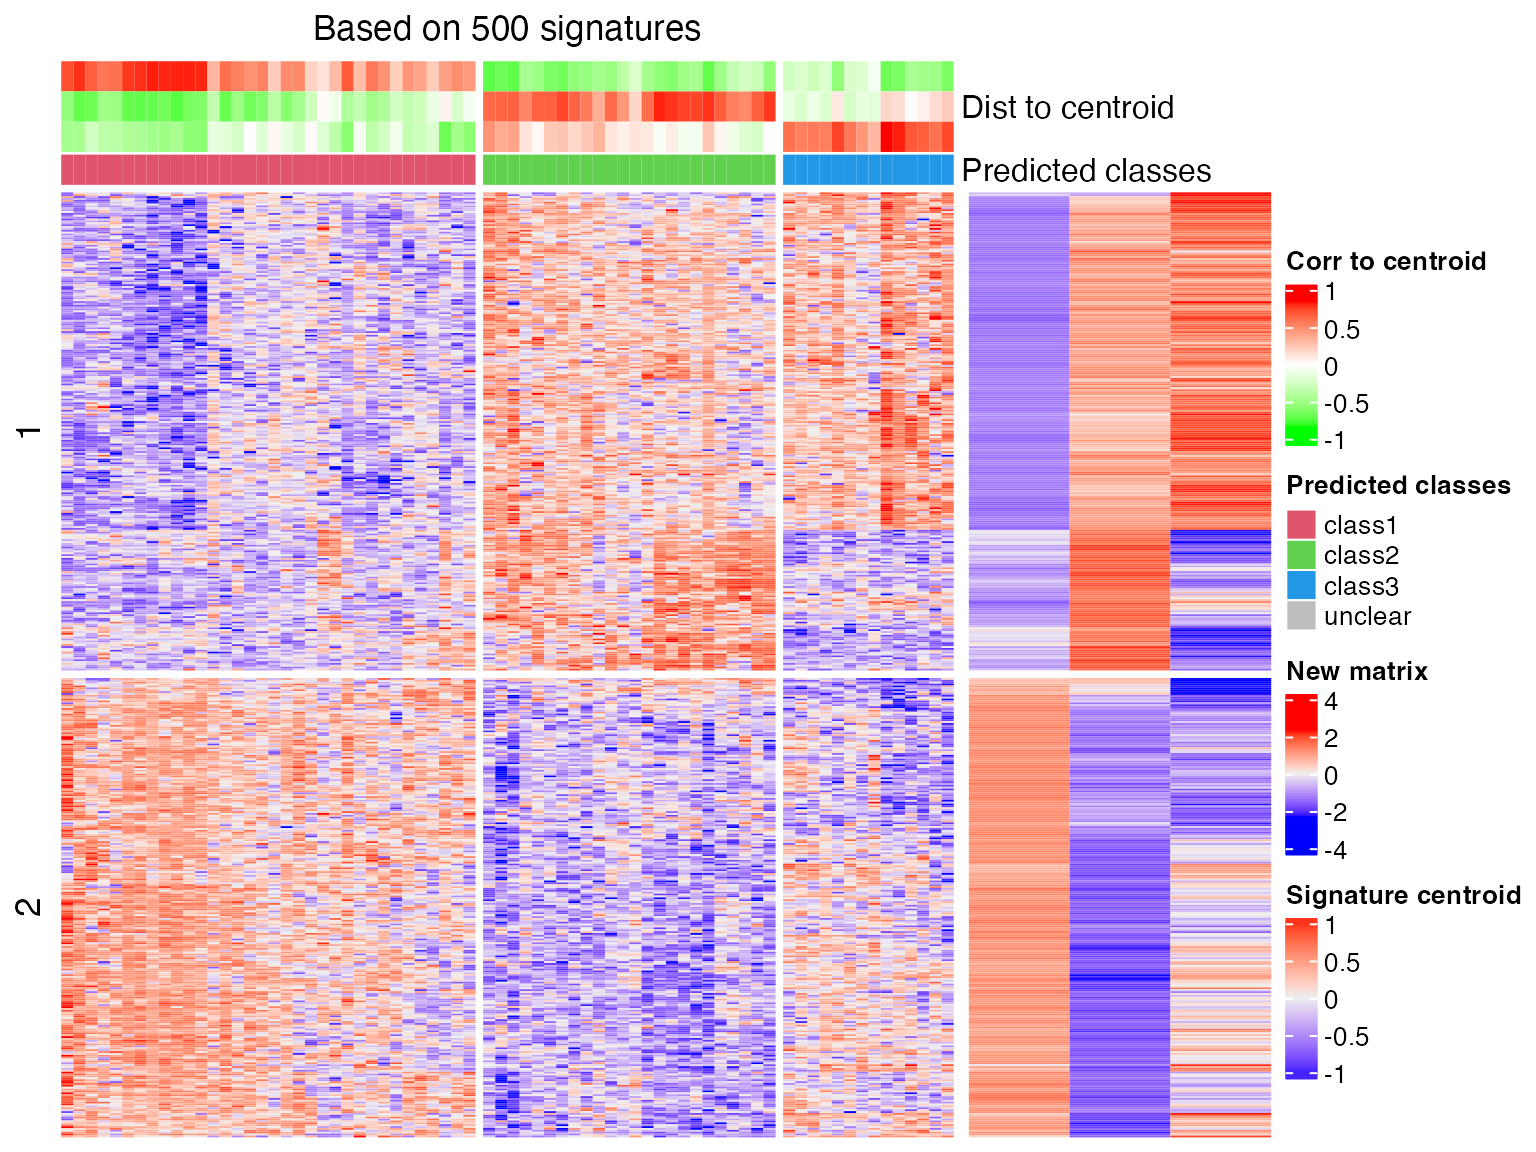 Based on 500 signatures
Dist to centroid
Predicted classes
1
2
Corr to centroid
1
0.5
0
-0.5
-1
Predicted classes
class1
class2
class3
unclear
New matrix
4
2
0
-2
-4
Signature centroid
1
0.5
0
-0.5
-1